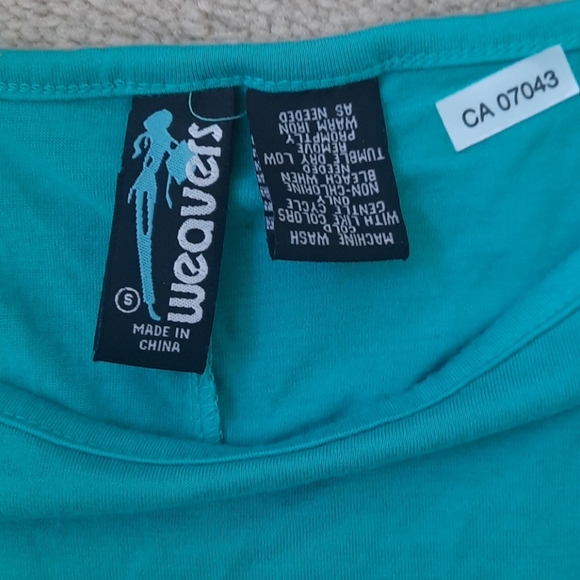 weavers
S
MADE IN
CHINA
MACHINE WASH
COLD
WITH LIKE COLORS
GENTLE CYCLE
ONLY
NON-CHLORINE
BLEACH WHEN
NEEDED
TUMBLE DRY LOW
REMOVE
PROMPTLY
WARM IRON
AS NEEDED
CA 07043